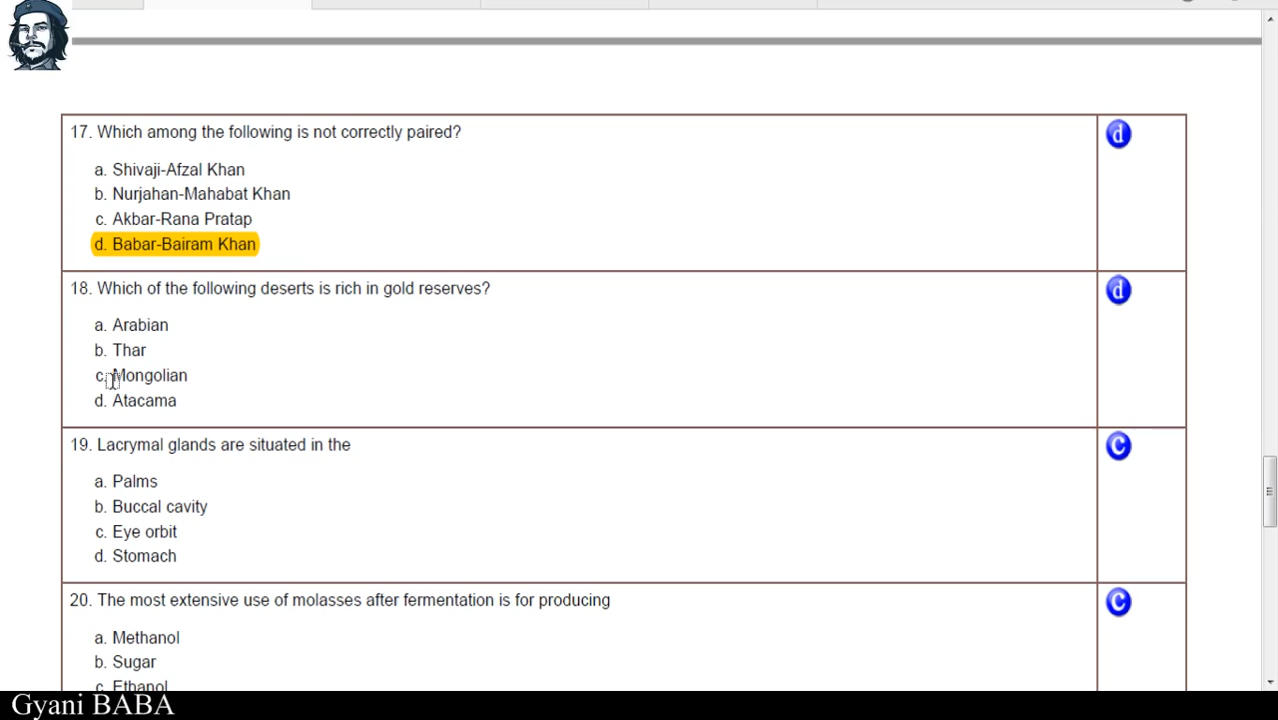 17. Which among the following is not correctly paired?
d
a. Shivaji-Afzal Khan
b. Nurjahan-Mahabat Khan
c. Akbar-Rana Pratap
d. Babar-Bairam Khan
18. Which of the following deserts is rich in gold reserves?
d
a. Arabian
b. Thar
c. Mongolian
d. Atacama
19. Lacrymal glands are situated in the
C
a. Palms
b. Buccal cavity
c. Eye orbit
d. Stomach
20. The most extensive use of molasses after fermentation is for producing
C
a. Methanol
b. Sugar
c. Ethanol
Gyani BABA